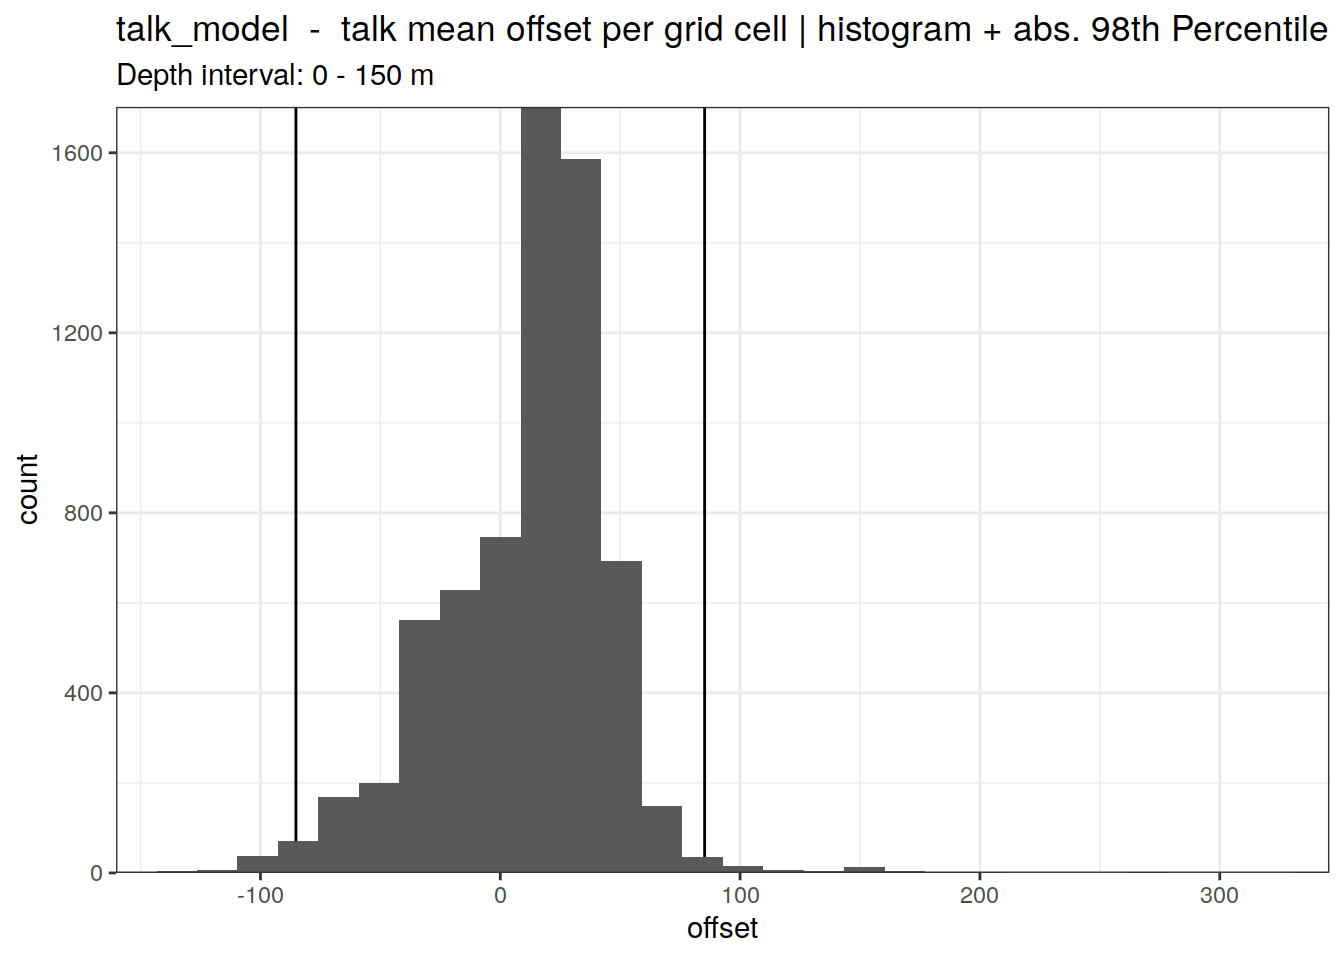 talk_model - talk mean offset per grid cell | histogram + abs. 98th Percentile
Depth interval: 0 - 150 m
1600
1200
800
400
0
count
-100 0 100 200 300
offset